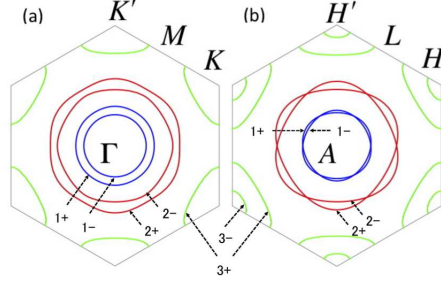 (a)
K′
M
K
Γ
1+
1−
2−
2+
(b)
H′
L
H
1+
1−
A
3−
2−
2+
3+